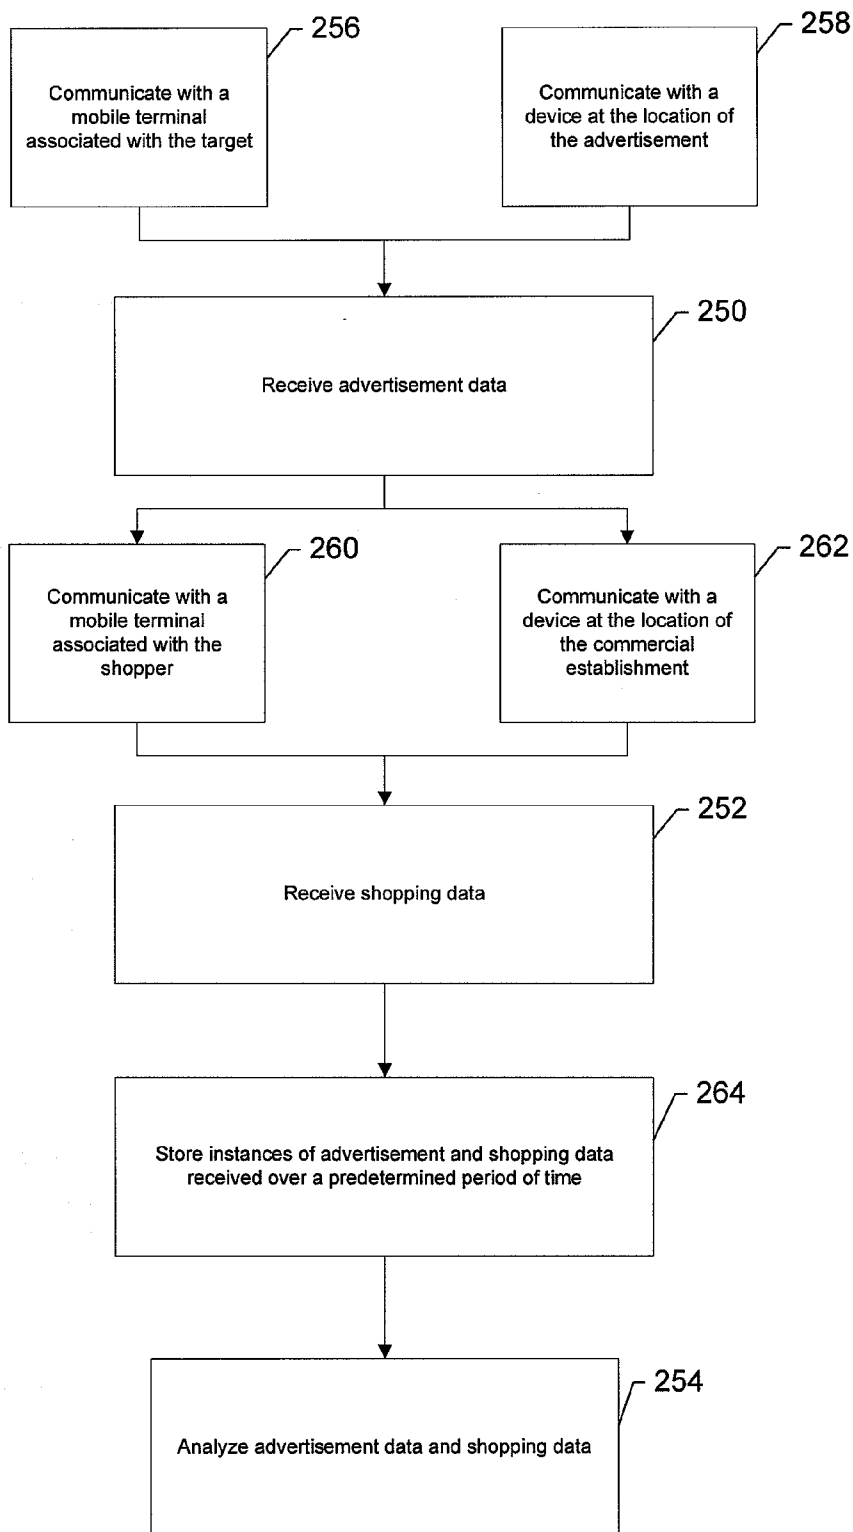 256
Communicate with a
mobile terminal
associated with the target
258
Communicate with a
device at the location of
the advertisement
250
Receive advertisement data
260
Communicate with a
mobile terminal
associated with the
shopper
262
Communicate with a
device at the location of
the commercial
establishment
252
Receive shopping data
264
Store instances of advertisement and shopping data
received over a predetermined period of time
254
Analyze advertisement data and shopping data